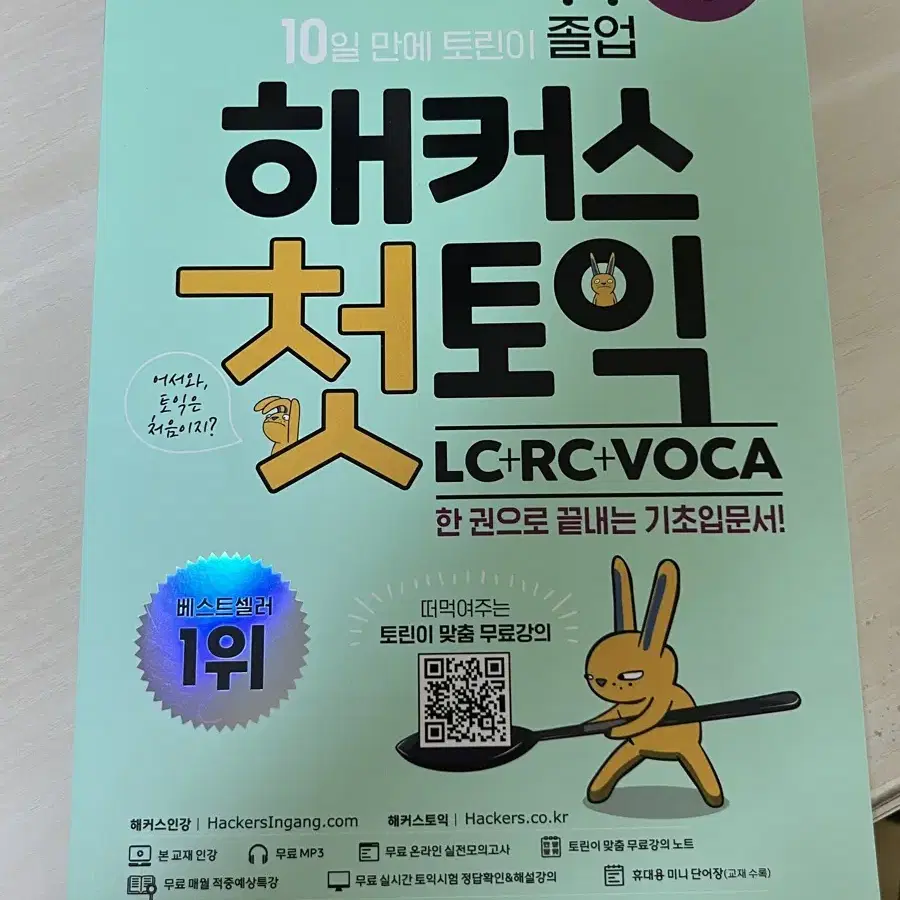 10일 만에 토린이 졸업
해커스
첫토익
어서와,
토익은
처음이지?
LC+RC+VOCA
한 권으로 끝내는 기초입문서!
베스트셀러
1위
떠먹여주는
토린이 맞춤 무료강의
해커스인강 | HackersIngang.com 해커스토익 | Hackers.co.kr
본 교재 인강 무료 MP3 무료 온라인 실전모의고사 토린이 맞춤 무료강의 노트
무료 매월 적중예상특강 무료 실시간 토익시험 정답확인&해설강의 휴대용 미니 단어장(교재 수록)